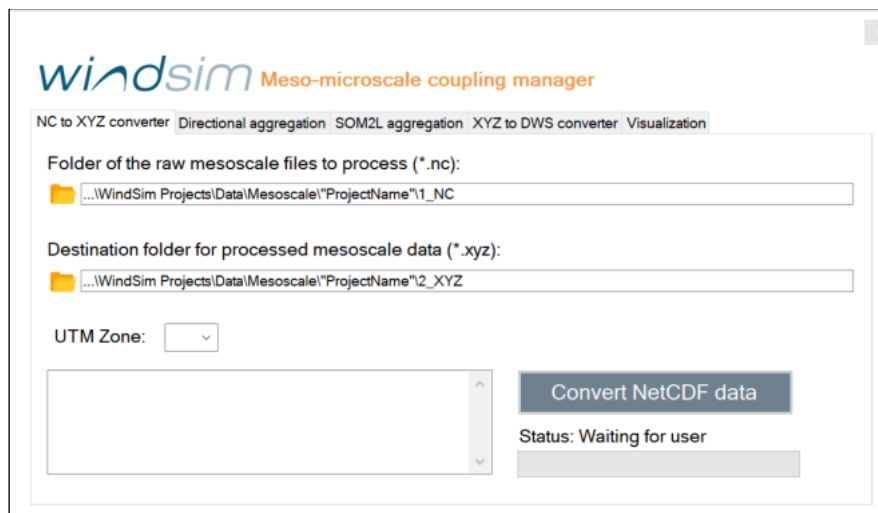 windsim Meso-microscale coupling manager
NC to XYZ converter Directional aggregation SOM2L aggregation XYZ to DWS converter Visualization
Folder of the raw mesoscale files to process (*.nc):
...\WindSim Projects\Data\Mesoscale\"ProjectName"\1_NC
Destination folder for processed mesoscale data (*.xyz):
...\WindSim Projects\Data\Mesoscale\"ProjectName"\2_XYZ
UTM Zone:
Convert NetCDF data
Status: Waiting for user